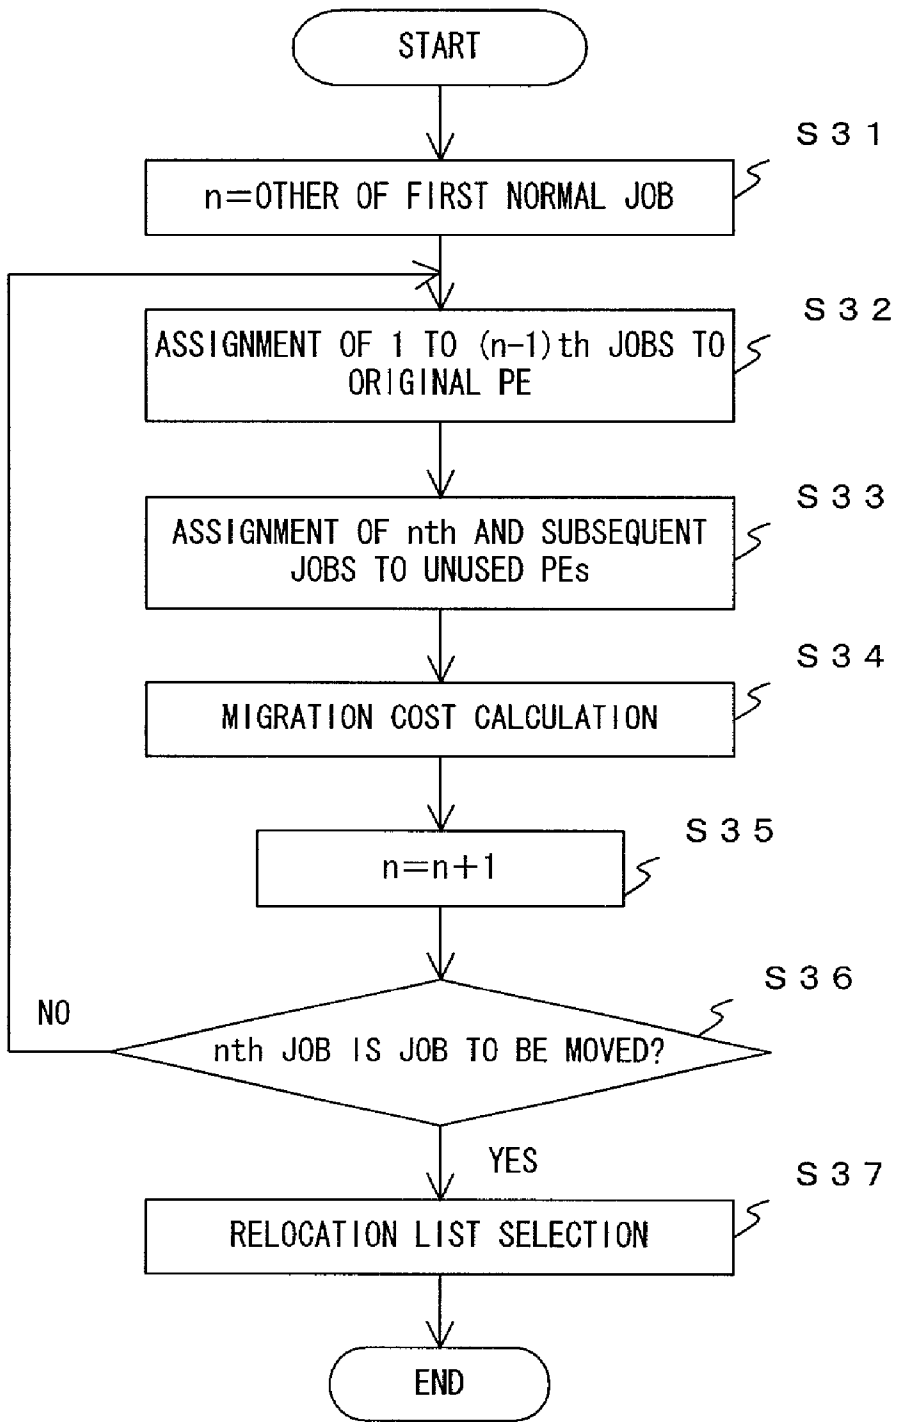 START
S31
n=OTHER OF FIRST NORMAL JOB
S32
ASSIGNMENT OF 1 TO (n-1)th JOBS TO
ORIGINAL PE
S33
ASSIGNMENT OF nth AND SUBSEQUENT
JOBS TO UNUSED PEs
S34
MIGRATION COST CALCULATION
S35
n=n+1
S36
NO
nth JOB IS JOB TO BE MOVED?
YES
S37
RELOCATION LIST SELECTION
END